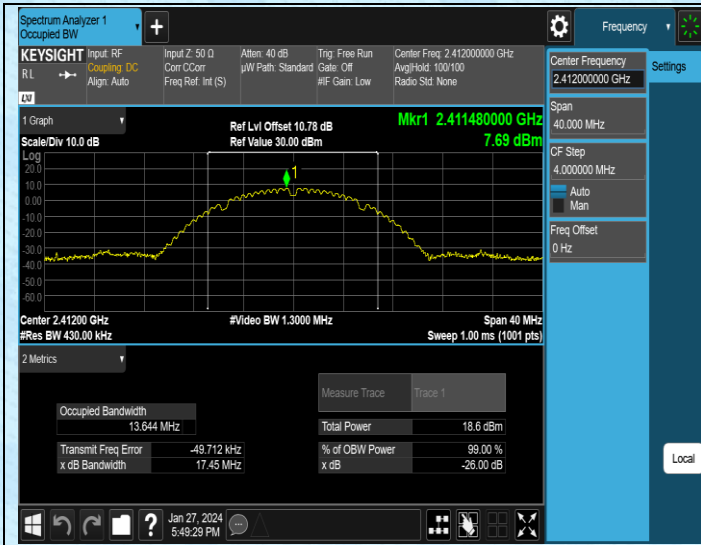 Spectrum Analyzer 1
Occupied BW
+
Frequency
KEYSIGHT
RL
LXI
Input: RF
Coupling: DC
Align: Auto
Input Z: 50 Ω
Corr CCorr
Freq Ref: Int (S)
Atten: 40 dB
µW Path: Standard
Trig: Free Run
Gate: Off
#IF Gain: Low
Center Freq: 2.412000000 GHz
Avg|Hold: 100/100
Radio Std: None
Center Frequency
2.412000000 GHz
Settings
Span
40.000 MHz
CF Step
4.000000 MHz
Auto
Man
Freq Offset
0 Hz
Local
1 Graph
Scale/Div 10.0 dB
Ref Lvl Offset 10.78 dB
Ref Value 30.00 dBm
Mkr1 2.411480000 GHz
7.69 dBm
Log
20.0
10.0
0.00
-10.0
-20.0
-30.0
-40.0
-50.0
-60.0
1
Center 2.41200 GHz
#Res BW 430.00 kHz
#Video BW 1.3000 MHz
Span 40 MHz
Sweep 1.00 ms (1001 pts)
2 Metrics
Measure Trace Trace 1
Occupied Bandwidth
13.644 MHz
Total Power 18.6 dBm
Transmit Freq Error -49.712 kHz
% of OBW Power 99.00 %
x dB Bandwidth 17.45 MHz
x dB -26.00 dB
?
Jan 27, 2024
5:49:29 PM